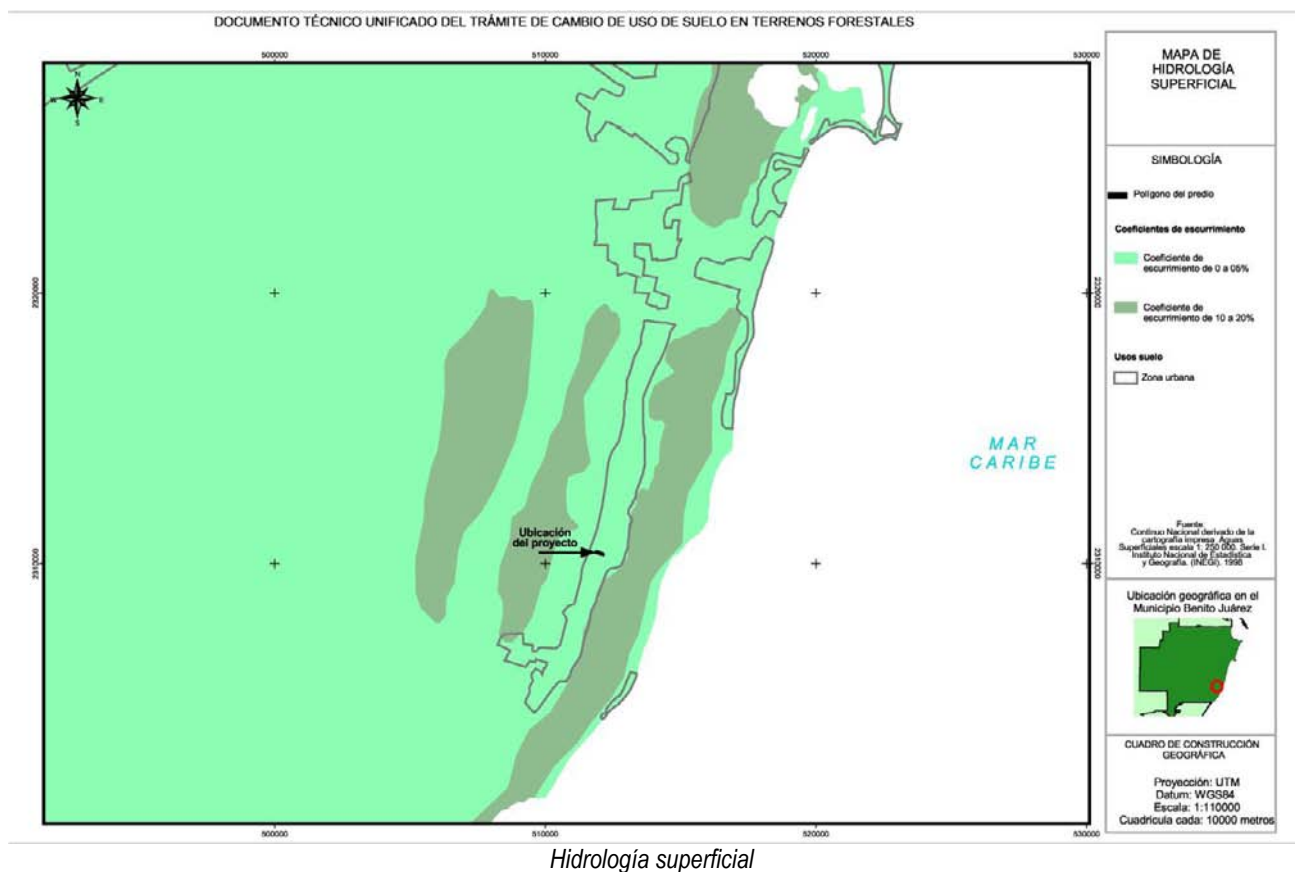 DOCUMENTO TÉCNICO UNIFICADO DEL TRÁMITE DE CAMBIO DE USO DE SUELO EN TERRENOS FORESTALES
500000
510000
520000
530000
N
W
E
S
2320000
2320000
2310000
2310000
Ubicación
del proyecto
MAR
CARIBE
500000
510000
520000
530000
MAPA DE
HIDROLOGÍA
SUPERFICIAL
SIMBOLOGÍA
Polígono del predio
Coeficientes de escurrimiento
Coeficiente de
escurrimiento de 0 a 05%
Coeficiente de
escurrimiento de 10 a 20%
Usos suelo
Zona urbana
Fuente:
Continuo Nacional derivado de la
cartografía impresa. Aguas
Superficiales escala 1: 250 000. Serie I.
Instituto Nacional de Estadística
y Geografía. (INEGI). 1998
Ubicación geográfica en el
Municipio Benito Juárez
CUADRO DE CONSTRUCCIÓN
GEOGRÁFICA
Proyección: UTM
Datum: WGS84
Escala: 1:110000
Cuadrícula cada: 10000 metros
Hidrología superficial